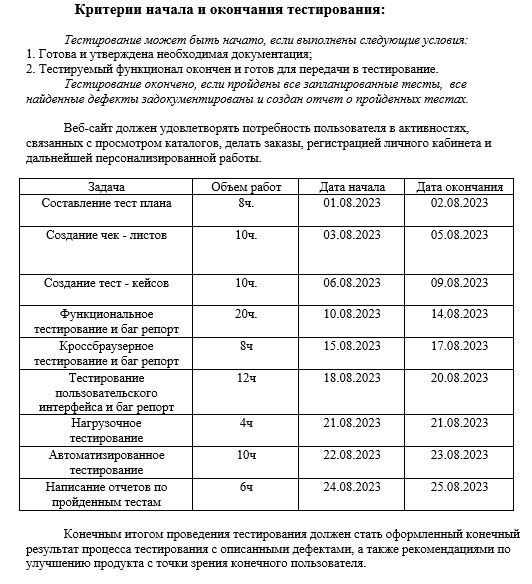 Критерии начала и окончания тестирования:
Тестирование может быть начато, если выполнены следующие условия:
1. Готова и утверждена необходимая документация;
2. Тестируемый функционал окончен и готов для передачи в тестирование.
Тестирование окончено, если пройдены все запланированные тесты, все
найденные дефекты задокументированы и создан отчет о пройденных тестах.
Веб-сайт должен удовлетворять потребность пользователя в активностях,
связанных с просмотром каталогов, делать заказы, регистрацией личного кабинета и
дальнейшей персонализированной работы.
Задача Объем работ Дата начала Дата окончания
Составление тест плана 8ч. 01.08.2023 02.08.2023
Создание чек - листов 10ч. 03.08.2023 05.08.2023
Создание тест - кейсов 10ч. 06.08.2023 09.08.2023
Функциональное 20ч. 10.08.2023 14.08.2023
тестирование и баг репорт
Кроссбраузерное 8ч 15.08.2023 17.08.2023
тестирование и баг репорт
Тестирование 12ч 18.08.2023 20.08.2023
пользовательского
интерфейса и баг репорт
Нагрузочное 4ч 21.08.2023 21.08.2023
тестирование
Автоматизированное 10ч 22.08.2023 23.08.2023
тестирование
Написание отчетов по 6ч 24.08.2023 25.08.2023
пройденным тестам
Конечным итогом проведения тестирования должен стать оформленный конечный
результат процесса тестирования с описанными дефектами, а также рекомендациями по
улучшению продукта с точки зрения конечного пользователя.